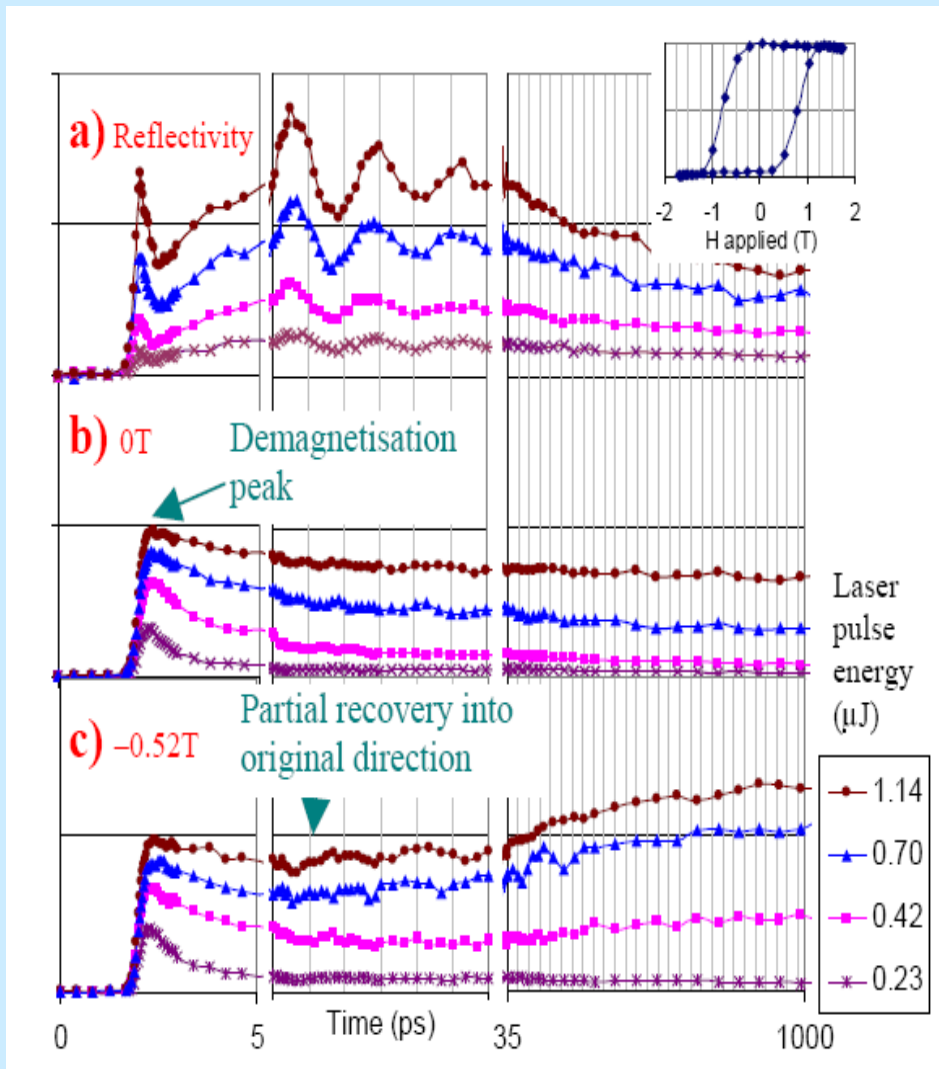 a) Reflectivity
-2 -1 0 1 2
H applied (T)
b) 0T
Demagnetisation
peak
Laser
pulse
energy
(µJ)
c) –0.52T
Partial recovery into
original direction
1.14
0.70
0.42
0.23
0 5 Time (ps) 35 1000